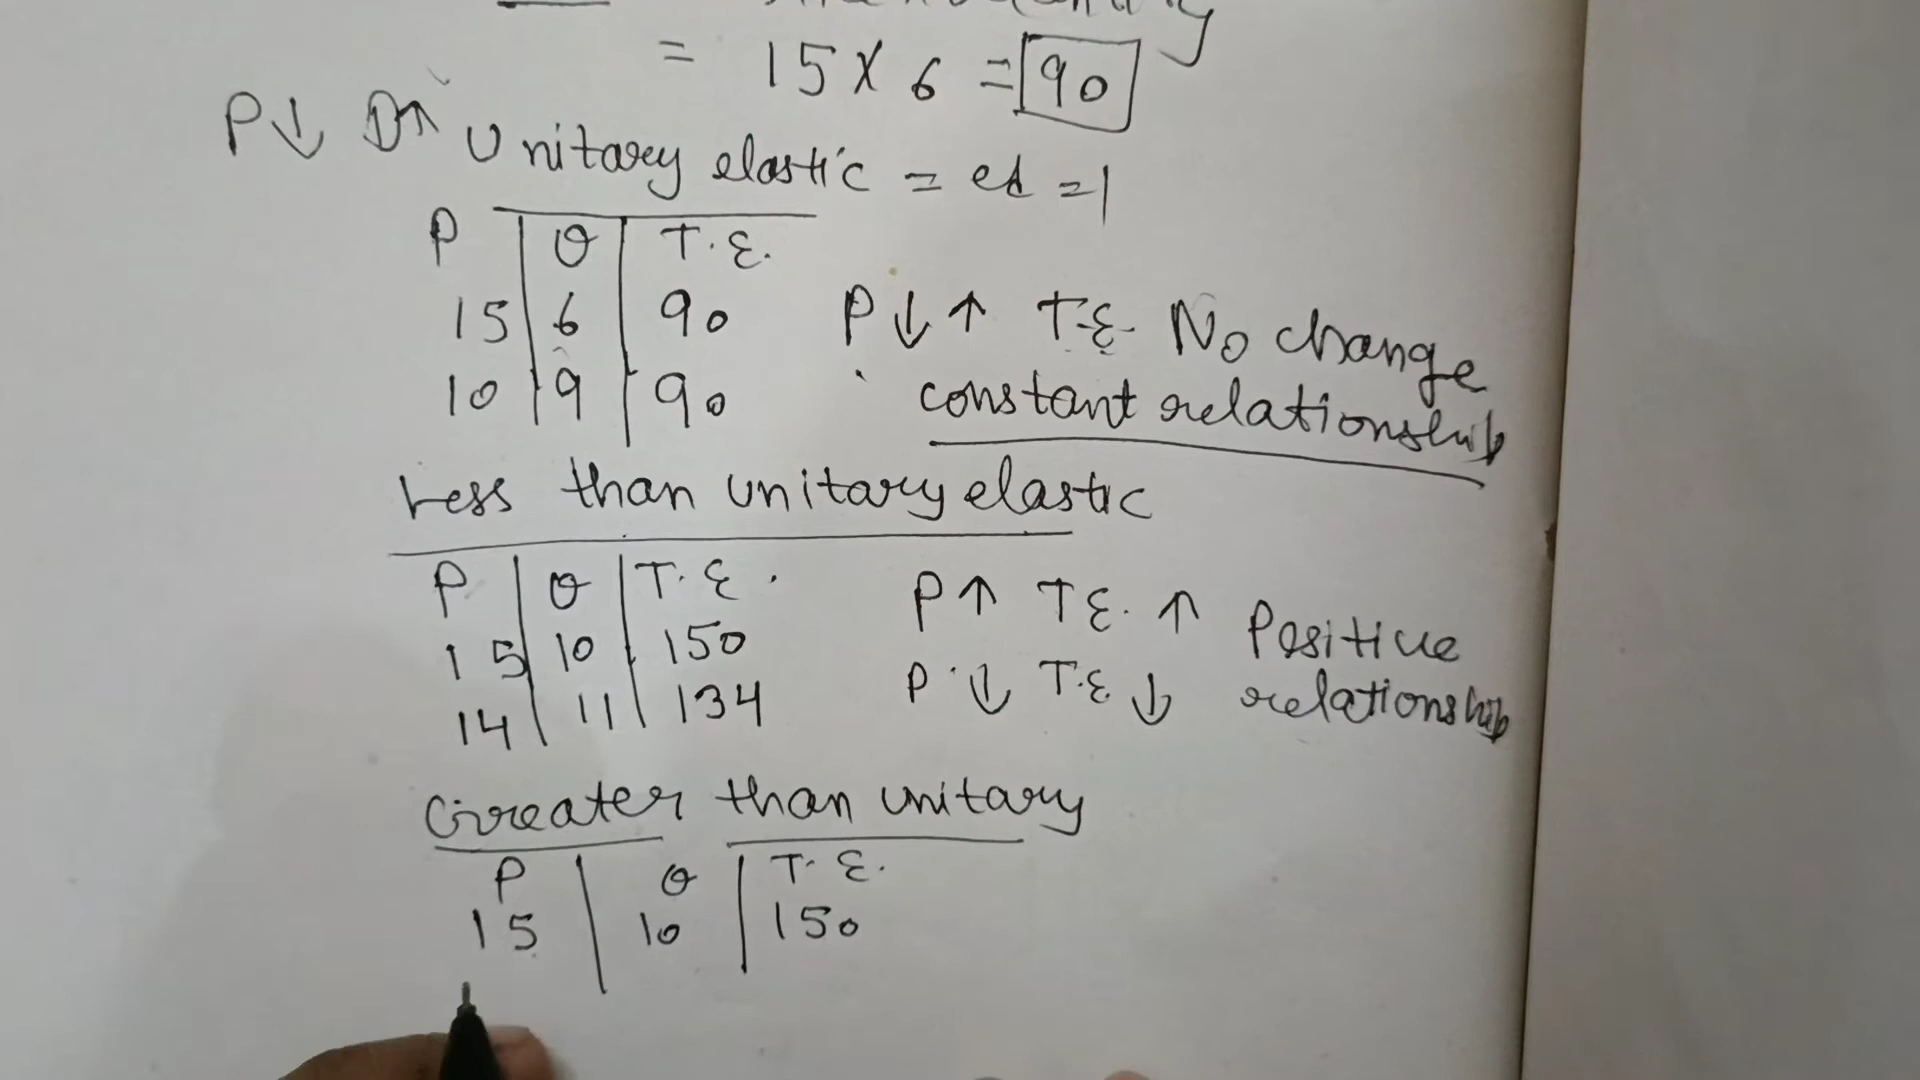 = 15 X 6 = 90
P↓ D↑ Unitary elastic = ed = 1
P Q T.E.
15 6 90 P↓↑ T.E. No change
10 9 90 constant relationship
Less than unitary elastic
P Q T.E.
15 10 150 P↑ T.E.↑ Positive
14 11 134 P↓ T.E↓ relationship
Greater than unitary
P Q T.E.
15 10 150